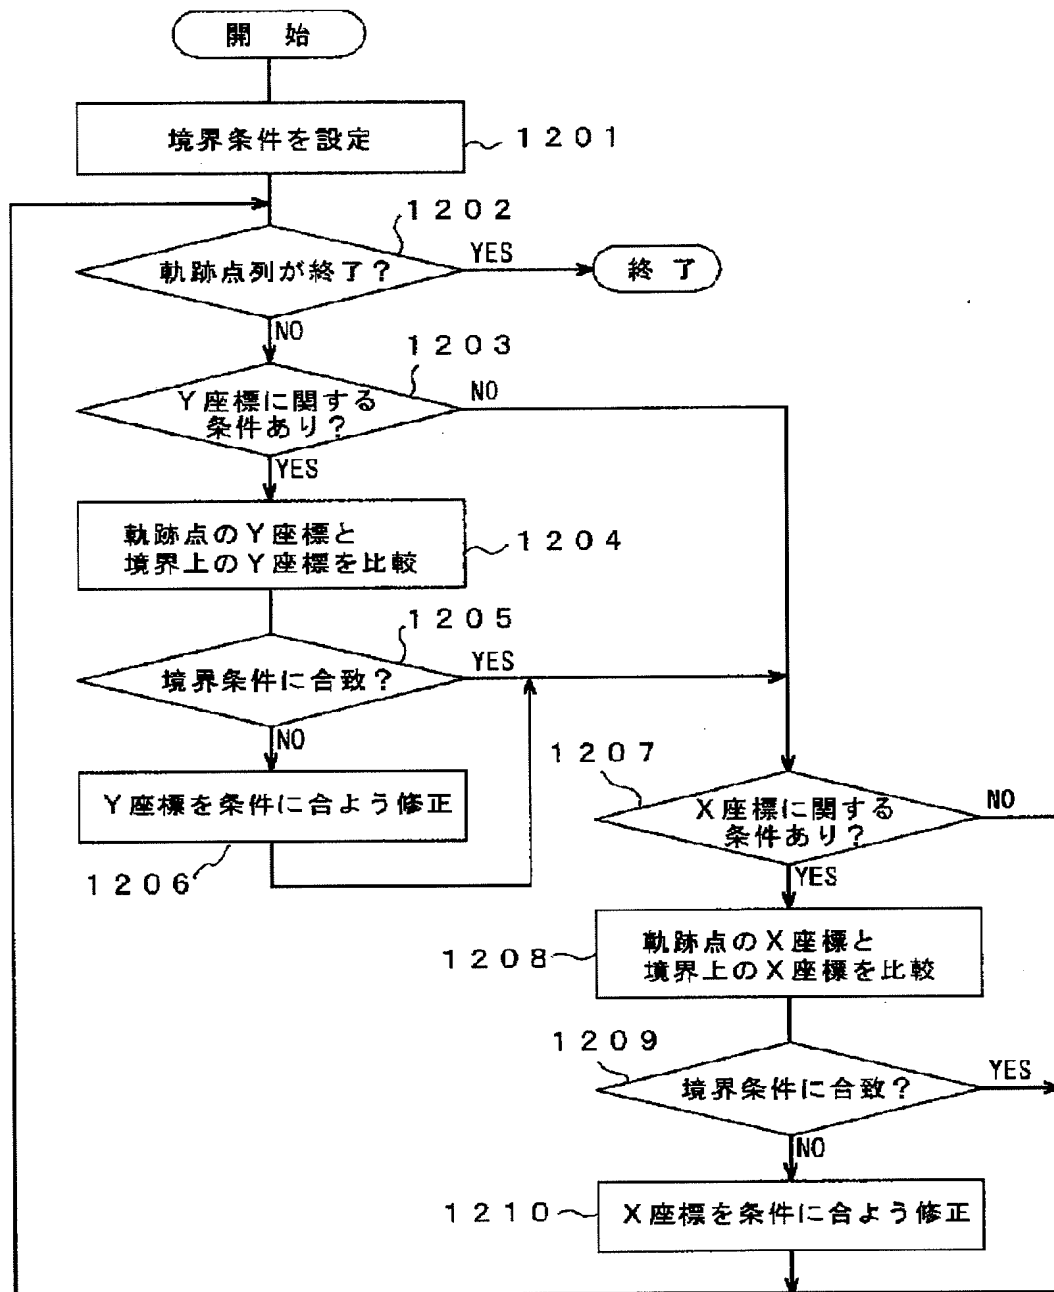 開 始
境界条件を設定
1201
1202
軌跡点列が終了?
YES
終 了
NO
1203
Y座標に関する
条件あり?
NO
YES
軌跡点のY座標と
境界上のY座標を比較
1204
1205
境界条件に合致?
YES
NO
Y座標を条件に合よう修正
1206
1207
X座標に関する
条件あり?
NO
YES
軌跡点のX座標と
境界上のX座標を比較
1208
1209
境界条件に合致?
YES
NO
X座標を条件に合よう修正
1210